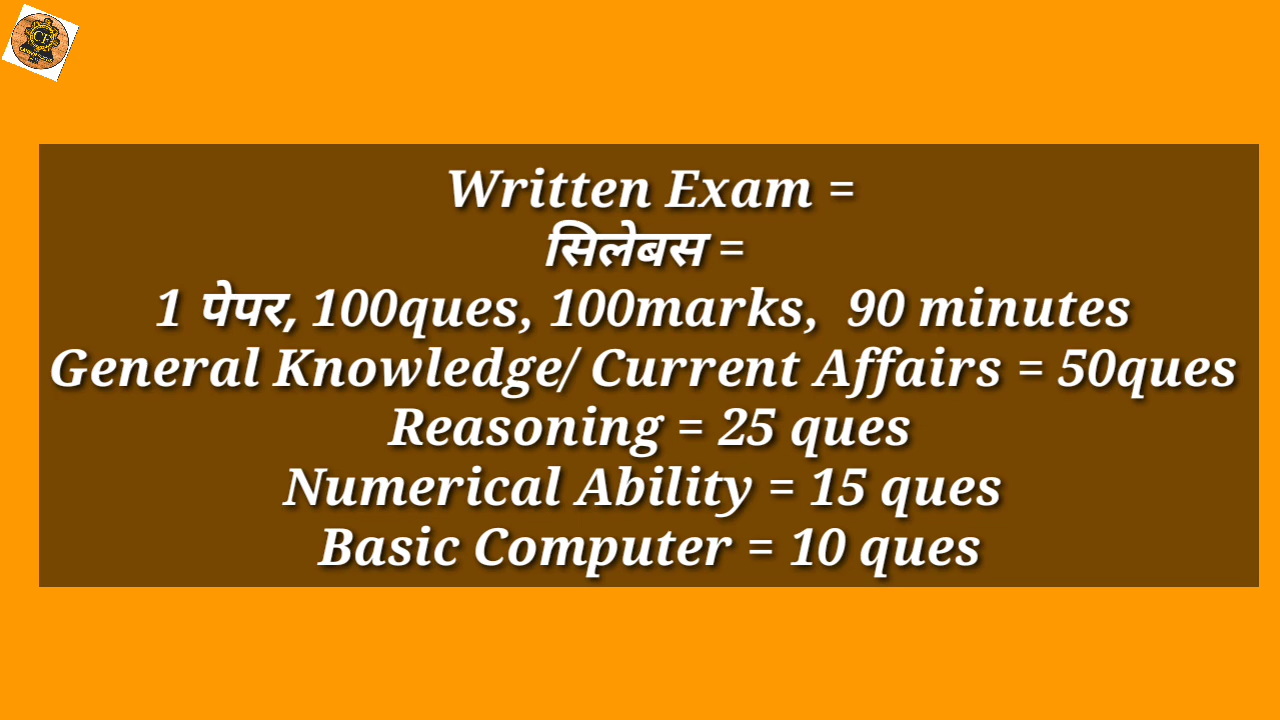 Written Exam =
सिलेबस =
1 पेपर, 100ques, 100marks,  90 minutes
General Knowledge/ Current Affairs = 50ques
Reasoning = 25 ques
Numerical Ability = 15 ques
Basic Computer = 10 ques